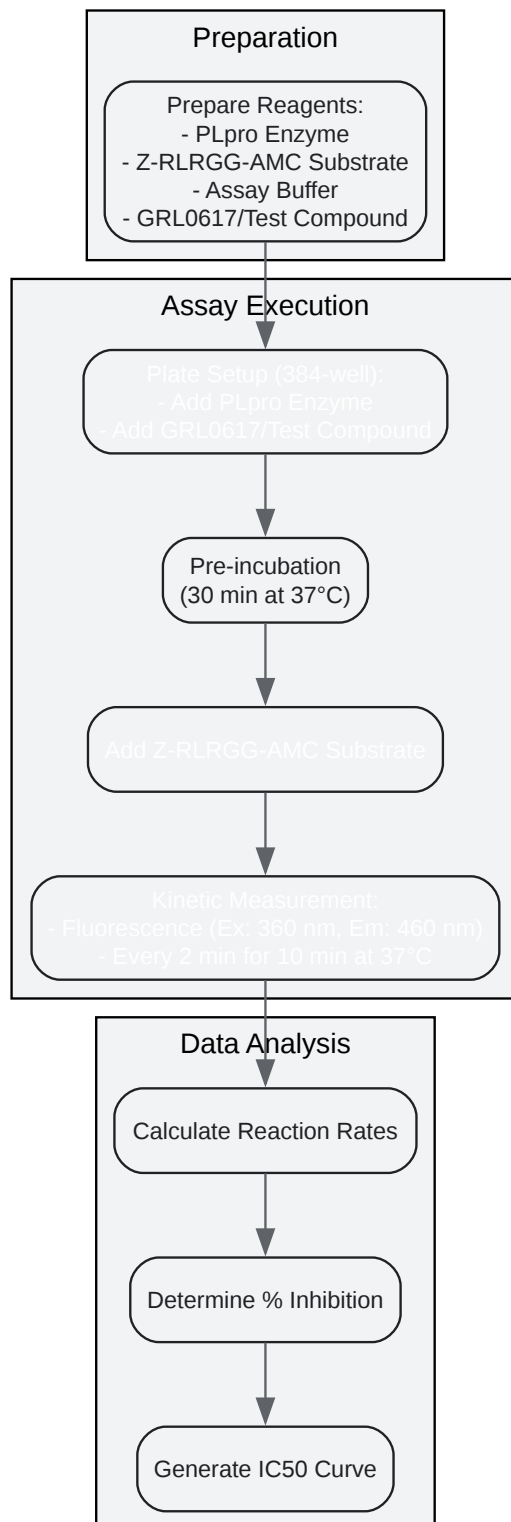 Preparation
Prepare Reagents:
- PLpro Enzyme
- Z-RLRGG-AMC Substrate
- Assay Buffer
- GRL0617/Test Compound
Assay Execution
Plate Setup (384-well):
- Add PLpro Enzyme
- Add GRL0617/Test Compound
Pre-incubation
(30 min at 37°C)
Add Z-RLRGG-AMC Substrate
Kinetic Measurement:
- Fluorescence (Ex: 360 nm, Em: 460 nm)
- Every 2 min for 10 min at 37°C
Data Analysis
Calculate Reaction Rates
Determine % Inhibition
Generate IC50 Curve